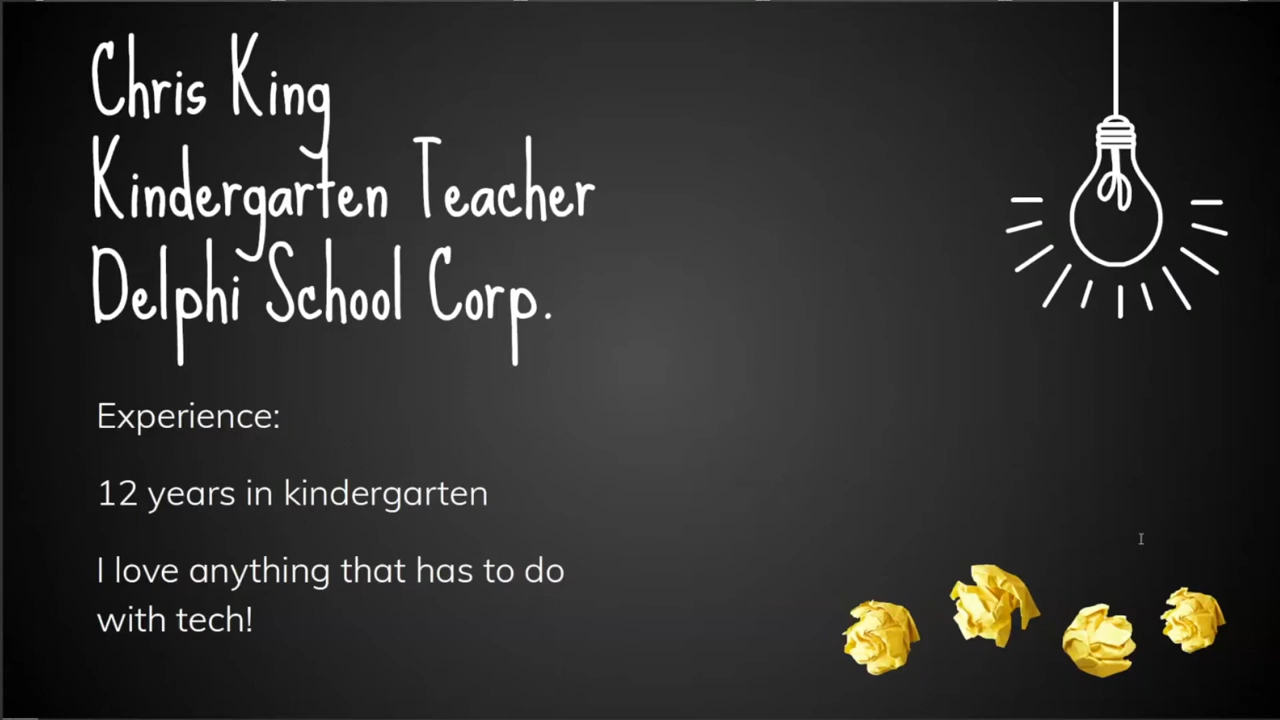 Chris King
Kindergarten Teacher
Delphi School Corp.
Experience:
12 years in kindergarten
I love anything that has to do
with tech!